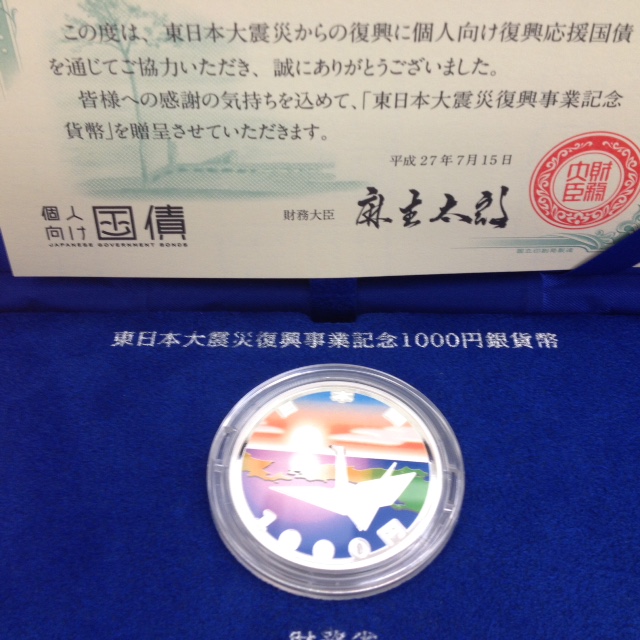 この度は、東日本大震災からの復興に個人向け復興応援国債
を通じてご協力いただき、誠にありがとうございました。
皆様への感謝の気持ちを込めて、「東日本大震災復興事業記念
貨幣」を贈呈させていただきます。
平成27年7月15日
財務大臣 麻生太郎
財務
大臣
個人
向け
国債
JAPANESE GOVERNMENT BONDS
東日本大震災復興事業記念1000円銀貨幣
財務省